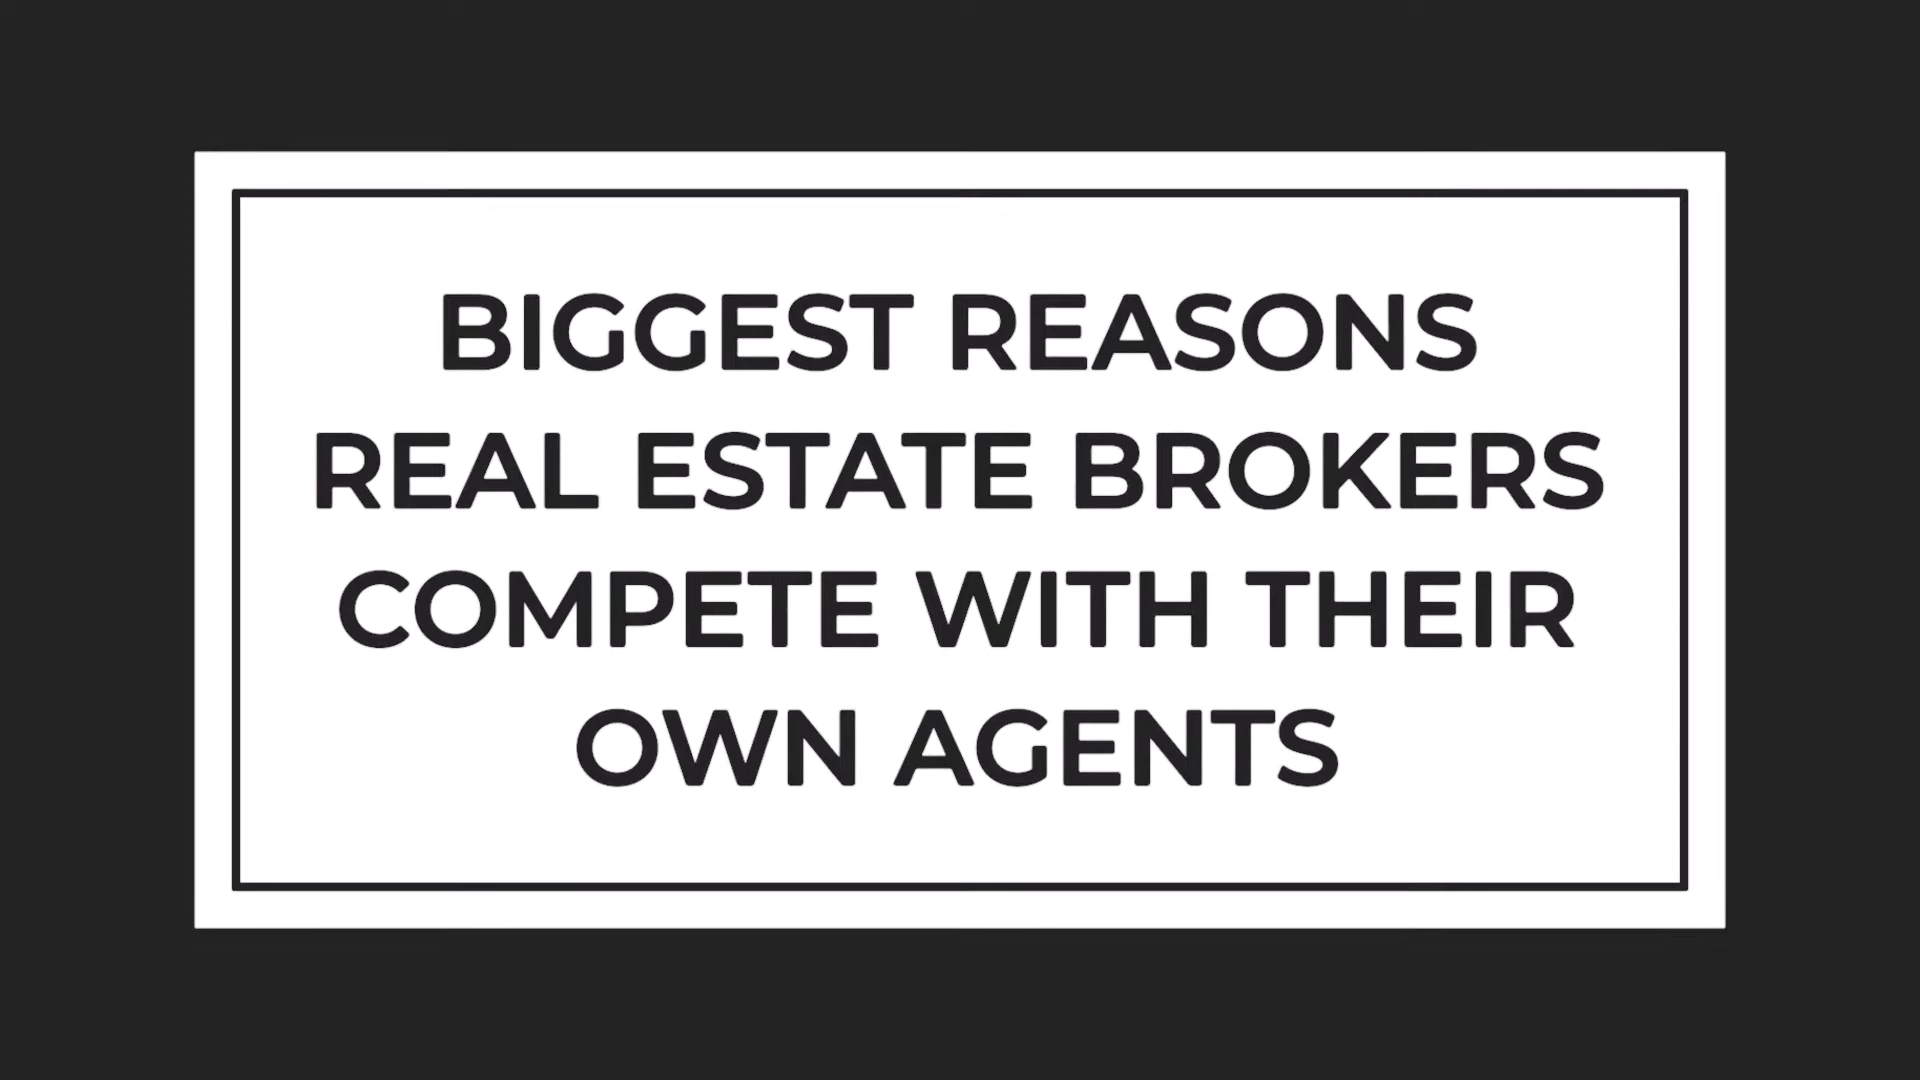 BIGGEST REASONS
REAL ESTATE BROKERS
COMPETE WITH THEIR
OWN AGENTS